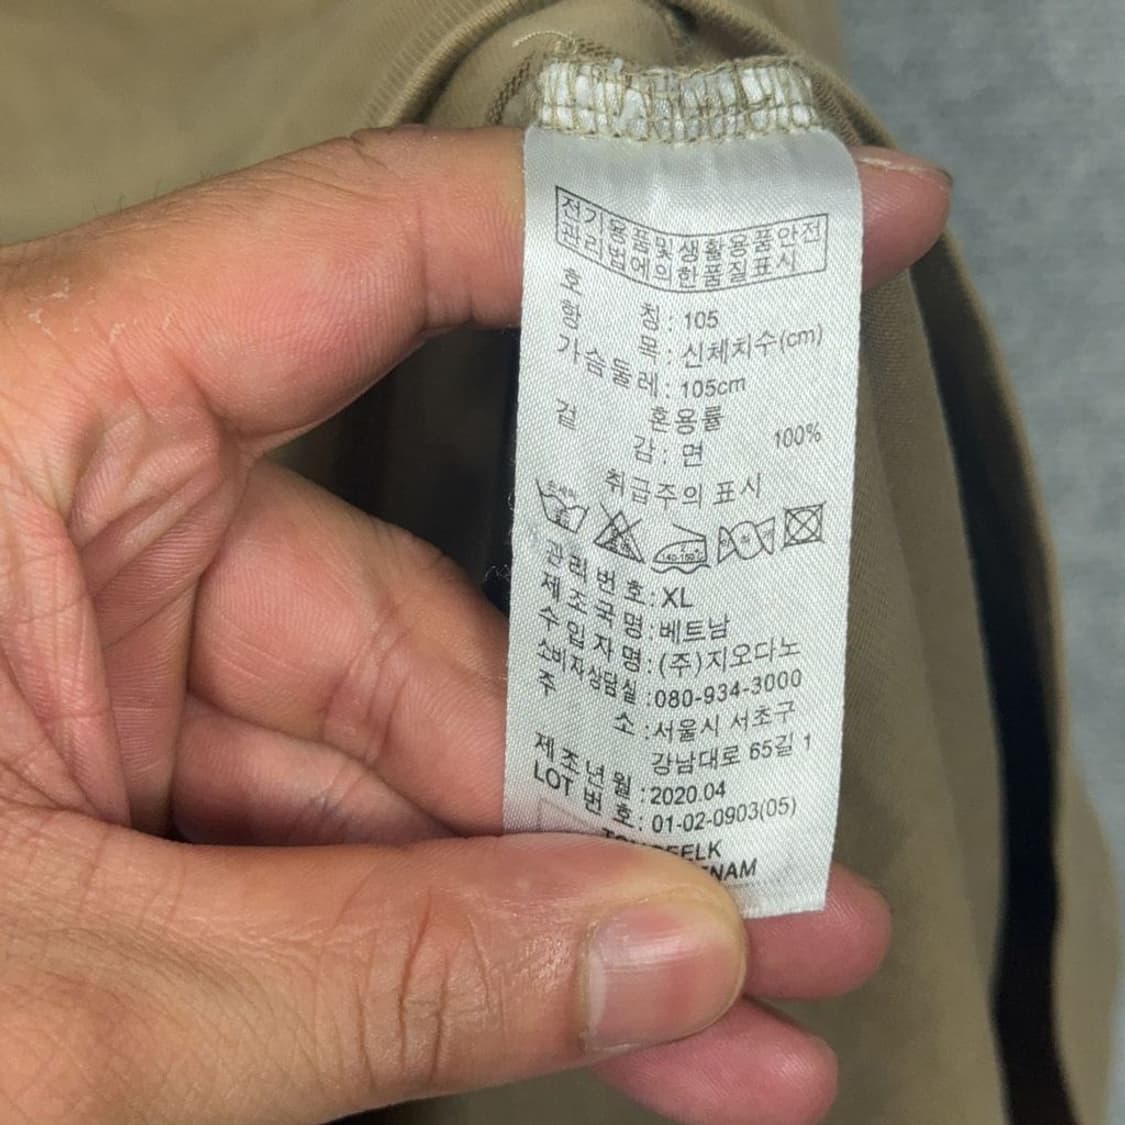 전기용품및생활용품안전
관리법에의한품질표시
호 칭 : 105
항 목 : 신체치수(cm)
가슴둘레 : 105cm
혼용률
겉 감 : 면 100%
취급주의 표시
관리번호 : XL
제조국명 : 베트남
수입자명 : (주)지오다노
소비자상담실 : 080-934-3000
주 소 : 서울시 서초구
강남대로 65길 1
제조년월 : 2020.04
LOT 번호 : 01-02-0903(05)